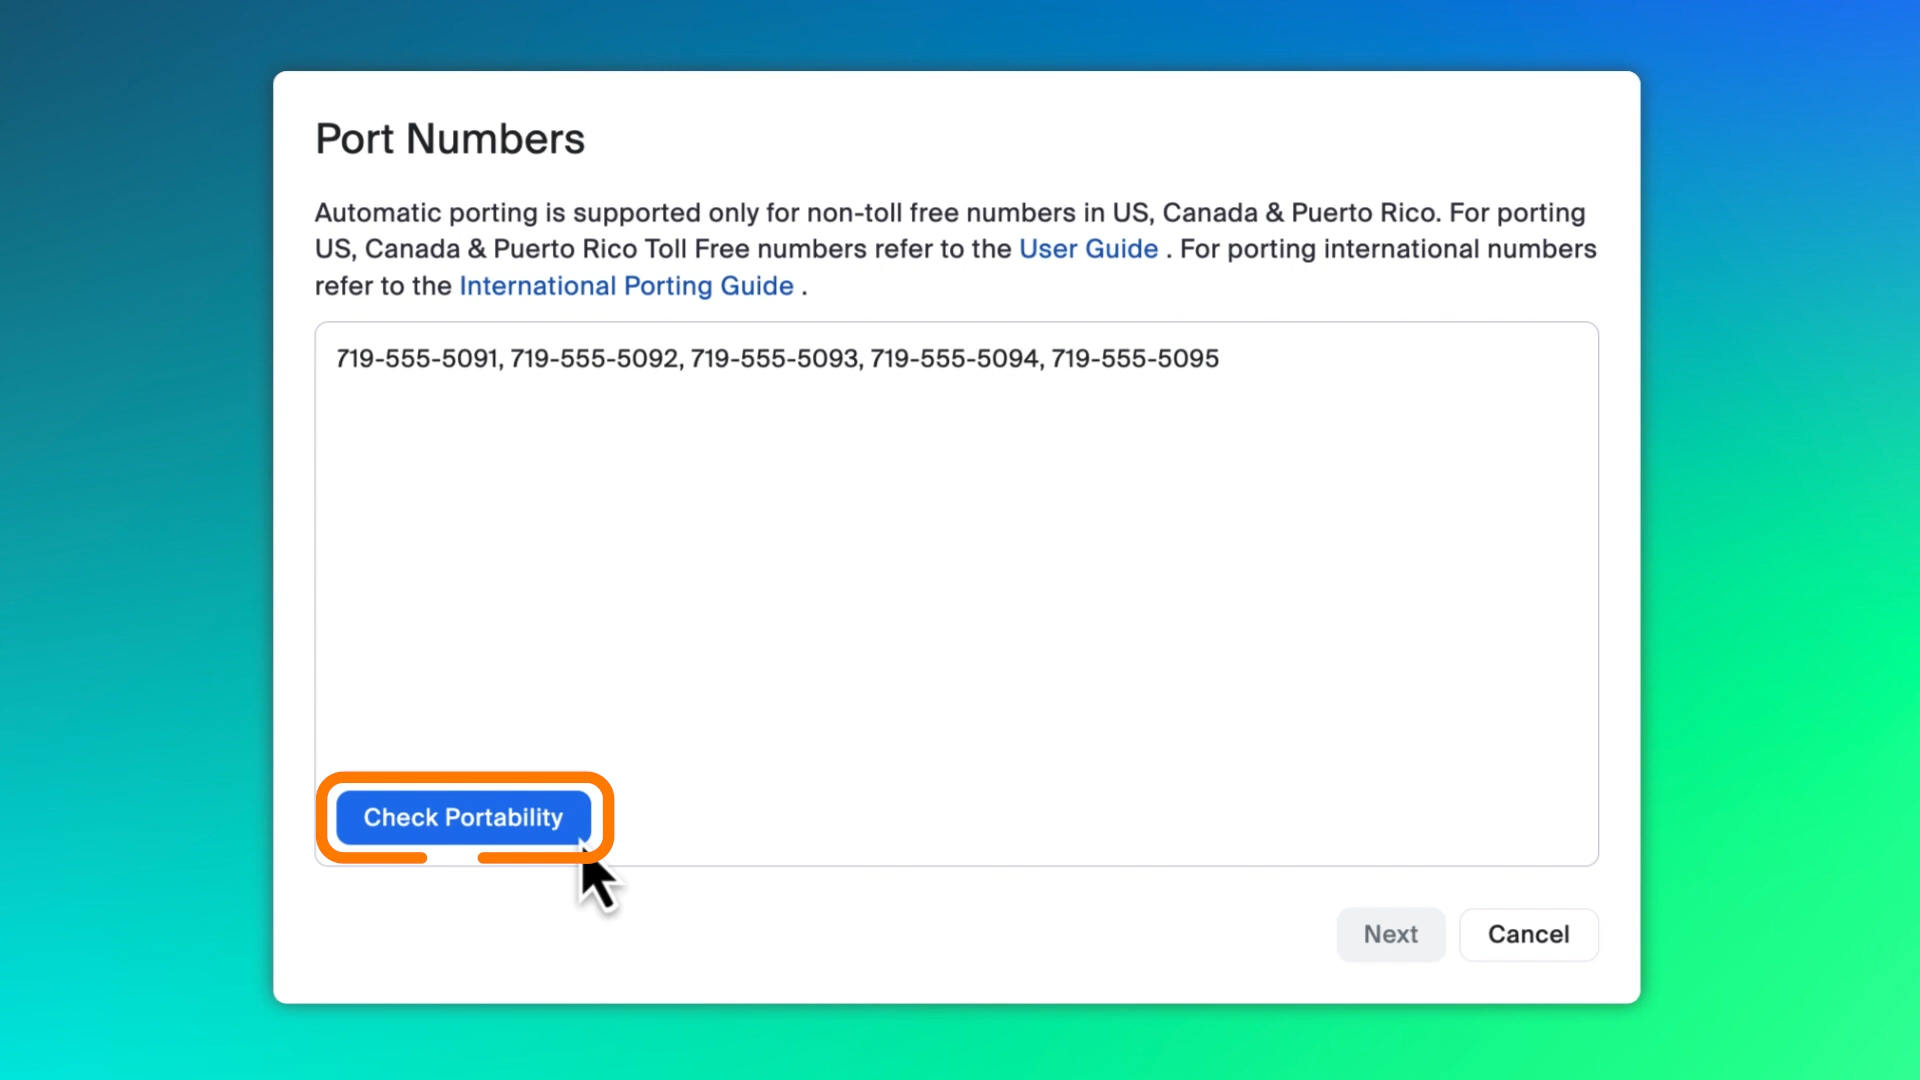 Port Numbers
Automatic porting is supported only for non-toll free numbers in US, Canada & Puerto Rico. For porting
US, Canada & Puerto Rico Toll Free numbers refer to the User Guide . For porting international numbers
refer to the International Porting Guide .
719-555-5091, 719-555-5092, 719-555-5093, 719-555-5094, 719-555-5095
Check Portability
Next
Cancel